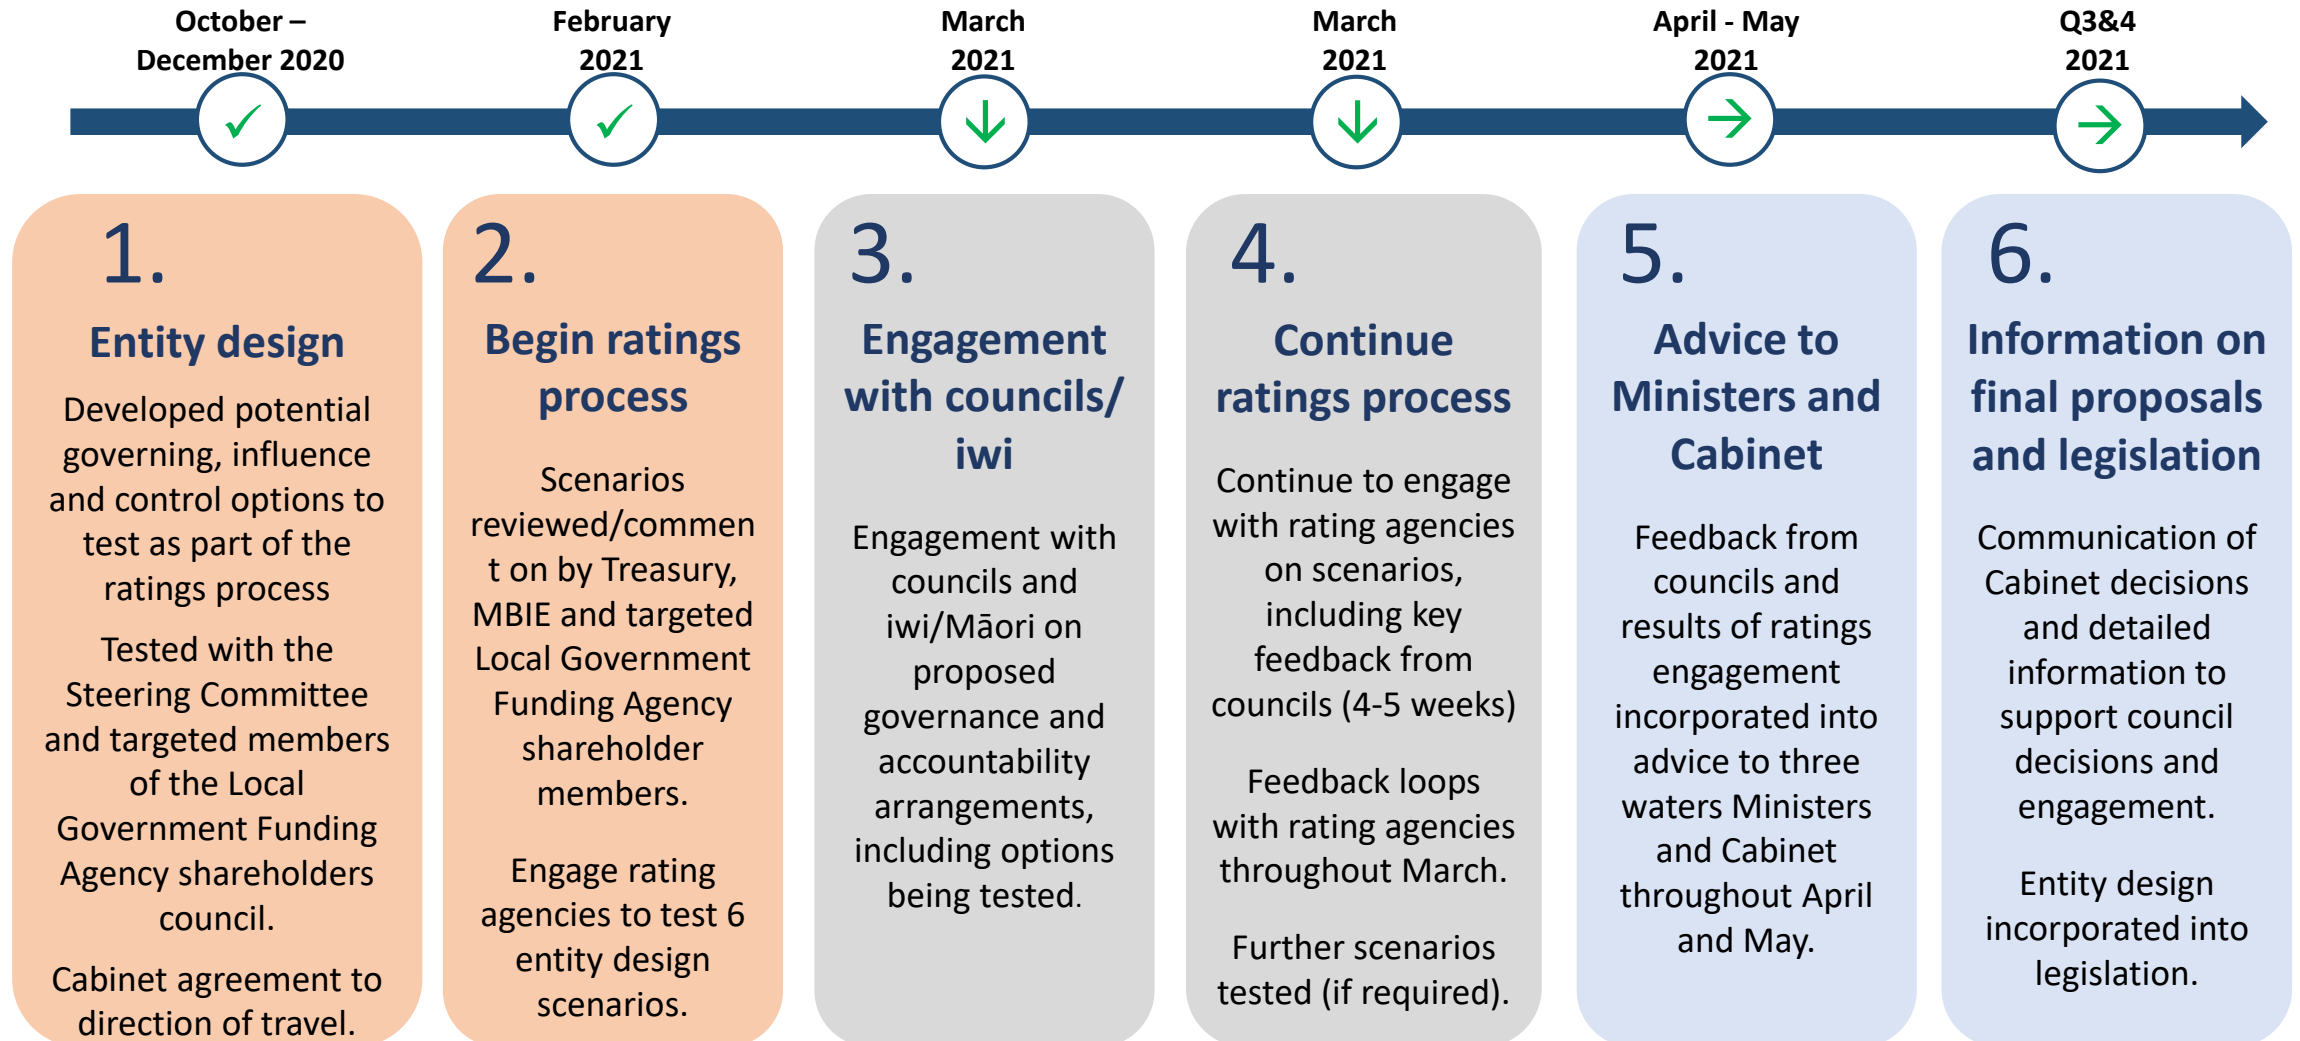 October –
December 2020
February
2021
March
2021
March
2021
April - May
2021
Q3&4
2021
1.
Entity design
Developed potential
governing, influence
and control options to
test as part of the
ratings process
Tested with the
Steering Committee
and targeted members
of the Local
Government Funding
Agency shareholders
council.
Cabinet agreement to
direction of travel.
2.
Begin ratings
process
Scenarios
reviewed/commen
t on by Treasury,
MBIE and targeted
Local Government
Funding Agency
shareholder
members.
Engage rating
agencies to test 6
entity design
scenarios.
3.
Engagement
with councils/
iwi
Engagement with
councils and
iwi/Māori on
proposed
governance and
accountability
arrangements,
including options
being tested.
4.
Continue
ratings process
Continue to engage
with rating agencies
on scenarios,
including key
feedback from
councils (4-5 weeks)
Feedback loops
with rating agencies
throughout March.
Further scenarios
tested (if required).
5.
Advice to
Ministers and
Cabinet
Feedback from
councils and
results of ratings
engagement
incorporated into
advice to three
waters Ministers
and Cabinet
throughout April
and May.
6.
Information on
final proposals
and legislation
Communication of
Cabinet decisions
and detailed
information to
support council
decisions and
engagement.
Entity design
incorporated into
legislation.